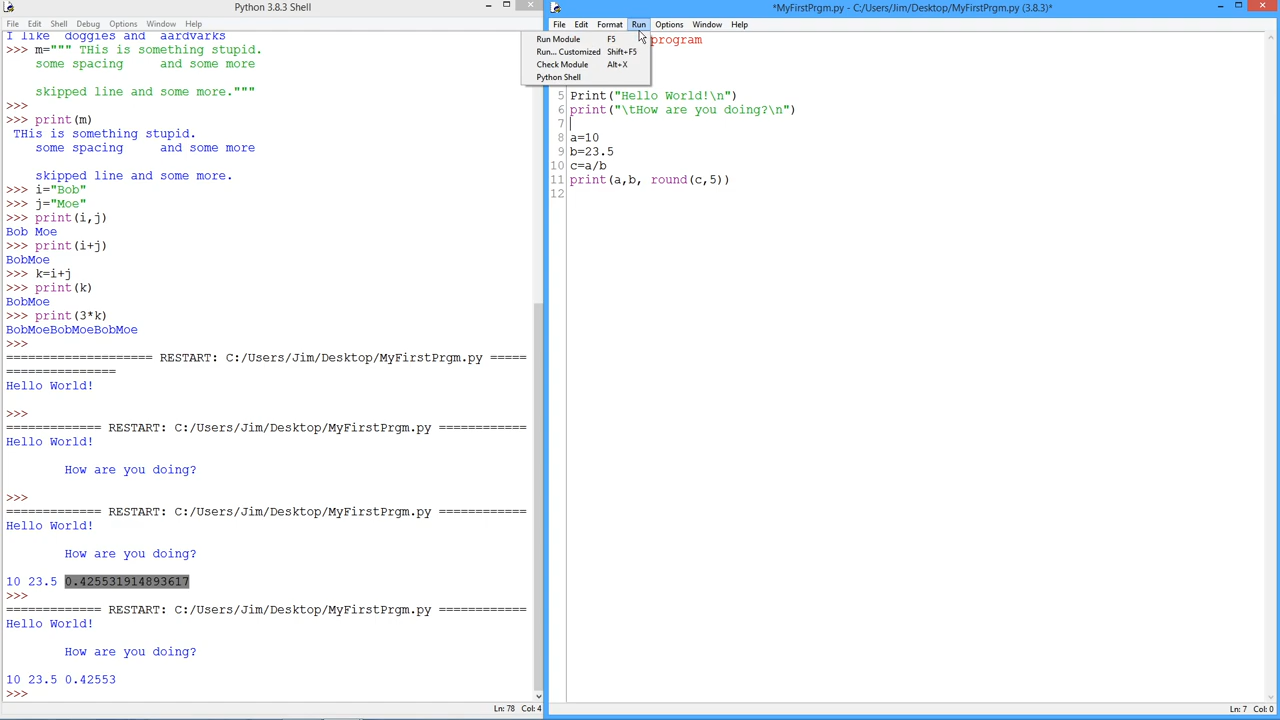 Python 3.8.3 Shell
File Edit Shell Debug Options Window Help
I like  doggies and  aardvarks
>>> m=""" THis is something stupid.
    some spacing     and some more

    skipped line and some more."""
>>>
>>> print(m)
 THis is something stupid.
    some spacing     and some more

    skipped line and some more.
>>> i="Bob"
>>> j="Moe"
>>> print(i,j)
Bob Moe
>>> print(i+j)
BobMoe
>>> k=i+j
>>> print(k)
BobMoe
>>> print(3*k)
BobMoeBobMoeBobMoe
>>>
==================== RESTART: C:/Users/Jim/Desktop/MyFirstPrgm.py =====
===============
Hello World!

>>>
============= RESTART: C:/Users/Jim/Desktop/MyFirstPrgm.py ============
Hello World!

        How are you doing?

>>>
============= RESTART: C:/Users/Jim/Desktop/MyFirstPrgm.py ============
Hello World!

        How are you doing?

10 23.5 0.425531914893617
>>>
============= RESTART: C:/Users/Jim/Desktop/MyFirstPrgm.py ============
Hello World!

        How are you doing?

10 23.5 0.42553
>>>
Ln: 78 Col: 4
*MyFirstPrgm.py - C:/Users/Jim/Desktop/MyFirstPrgm.py (3.8.3)*
File Edit Format Run Options Window Help
Run Module F5
Run... Customized Shift+F5
Check Module Alt+X
Python Shell
program
5 Print("Hello World!\n")
6 print("\tHow are you doing?\n")
7
8 a=10
9 b=23.5
10 c=a/b
11 print(a,b, round(c,5))
12
Ln: 7 Col: 0